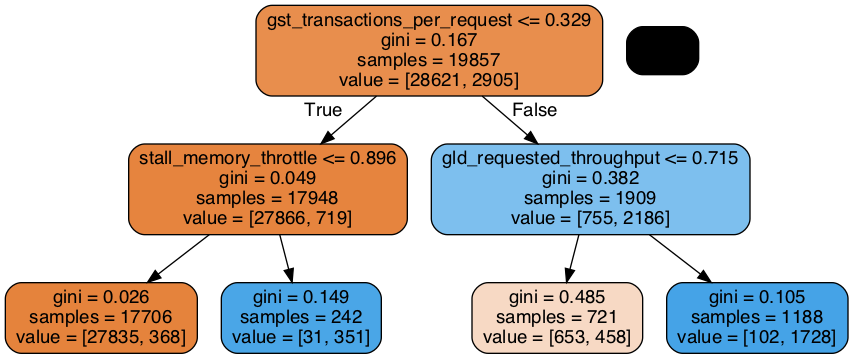 gst_transactions_per_request <= 0.329
gini = 0.167
samples = 19857
value = [28621, 2905]
True
False
stall_memory_throttle <= 0.896
gini = 0.049
samples = 17948
value = [27866, 719]
gld_requested_throughput <= 0.715
gini = 0.382
samples = 1909
value = [755, 2186]
gini = 0.026
samples = 17706
value = [27835, 368]
gini = 0.149
samples = 242
value = [31, 351]
gini = 0.485
samples = 721
value = [653, 458]
gini = 0.105
samples = 1188
value = [102, 1728]